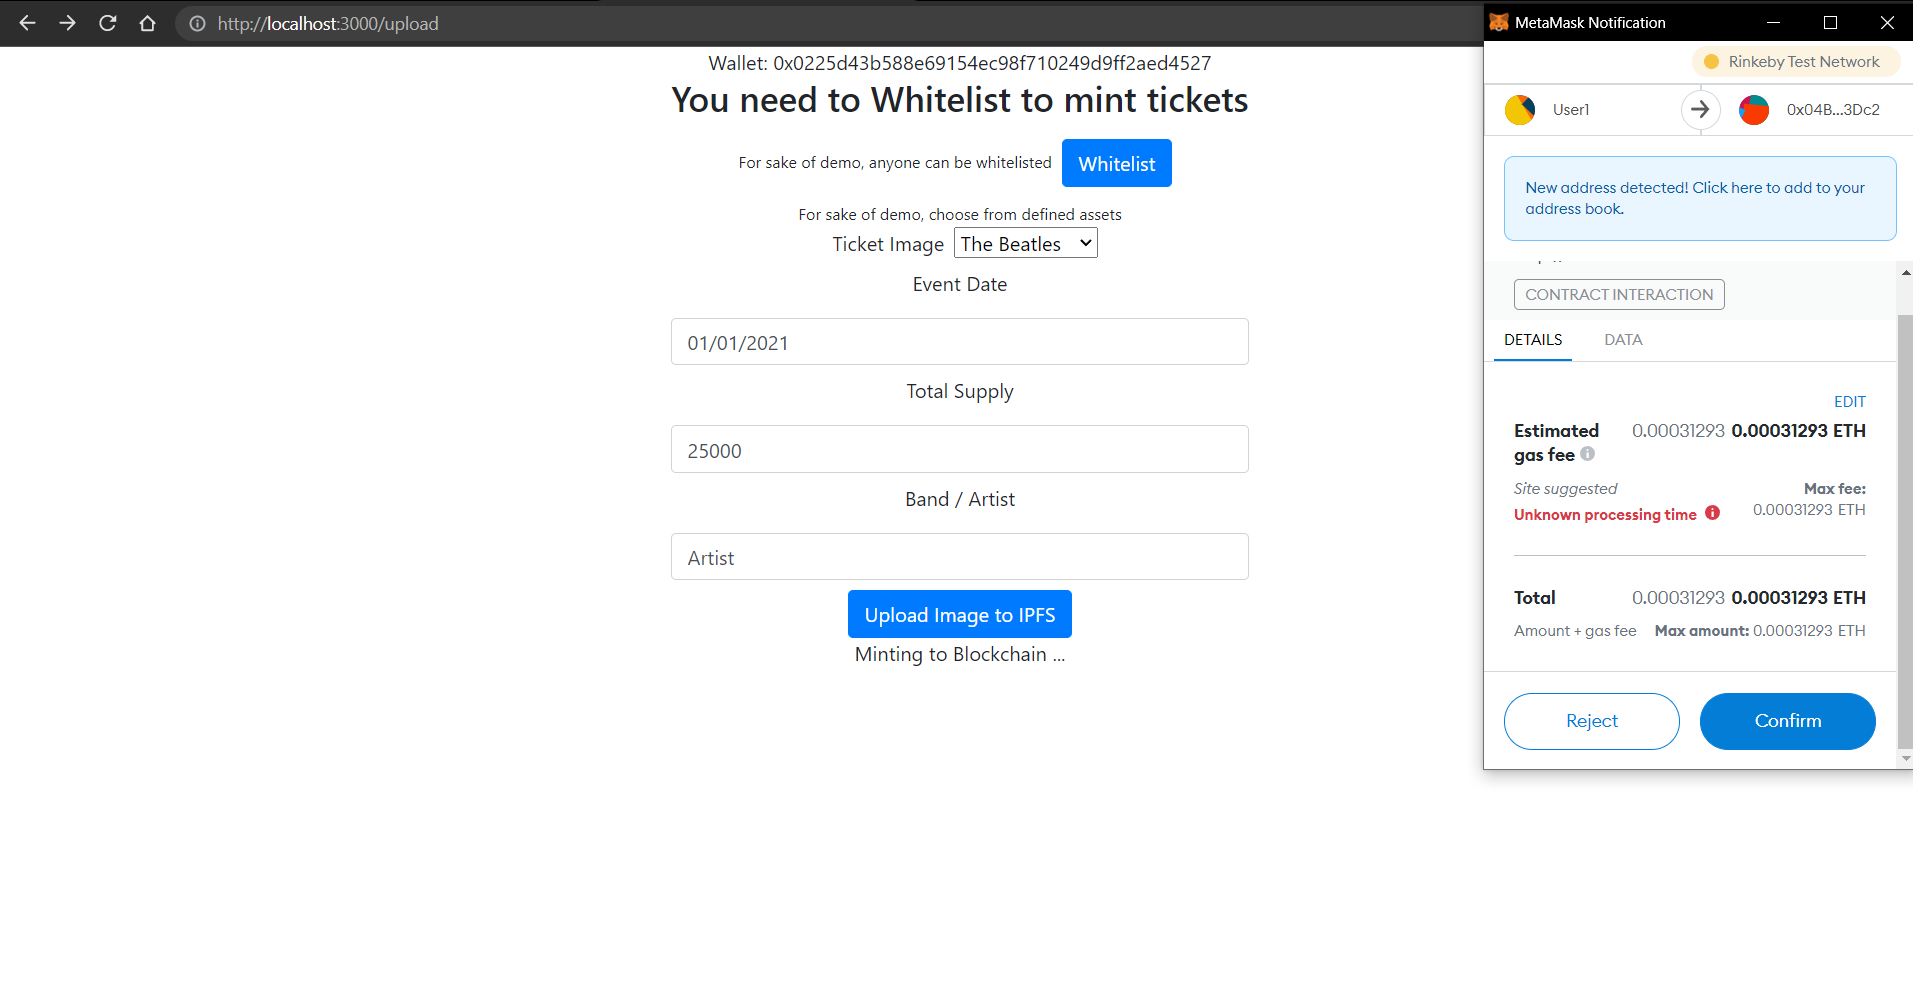 http://localhost:3000/upload
Wallet: 0x0225d43b588e69154ec98f710249d9ff2aed4527
You need to Whitelist to mint tickets
For sake of demo, anyone can be whitelisted Whitelist
For sake of demo, choose from defined assets
Ticket Image The Beatles
Event Date
01/01/2021
Total Supply
25000
Band / Artist
Artist
Upload Image to IPFS
Minting to Blockchain ...
MetaMask Notification
Rinkeby Test Network
User1 0x04B...3Dc2
New address detected! Click here to add to your
address book.
CONTRACT INTERACTION
DETAILS DATA
EDIT
Estimated 0.00031293 0.00031293 ETH
gas fee
Site suggested Max fee:
Unknown processing time 0.00031293 ETH
Total 0.00031293 0.00031293 ETH
Amount + gas fee Max amount: 0.00031293 ETH
Reject Confirm